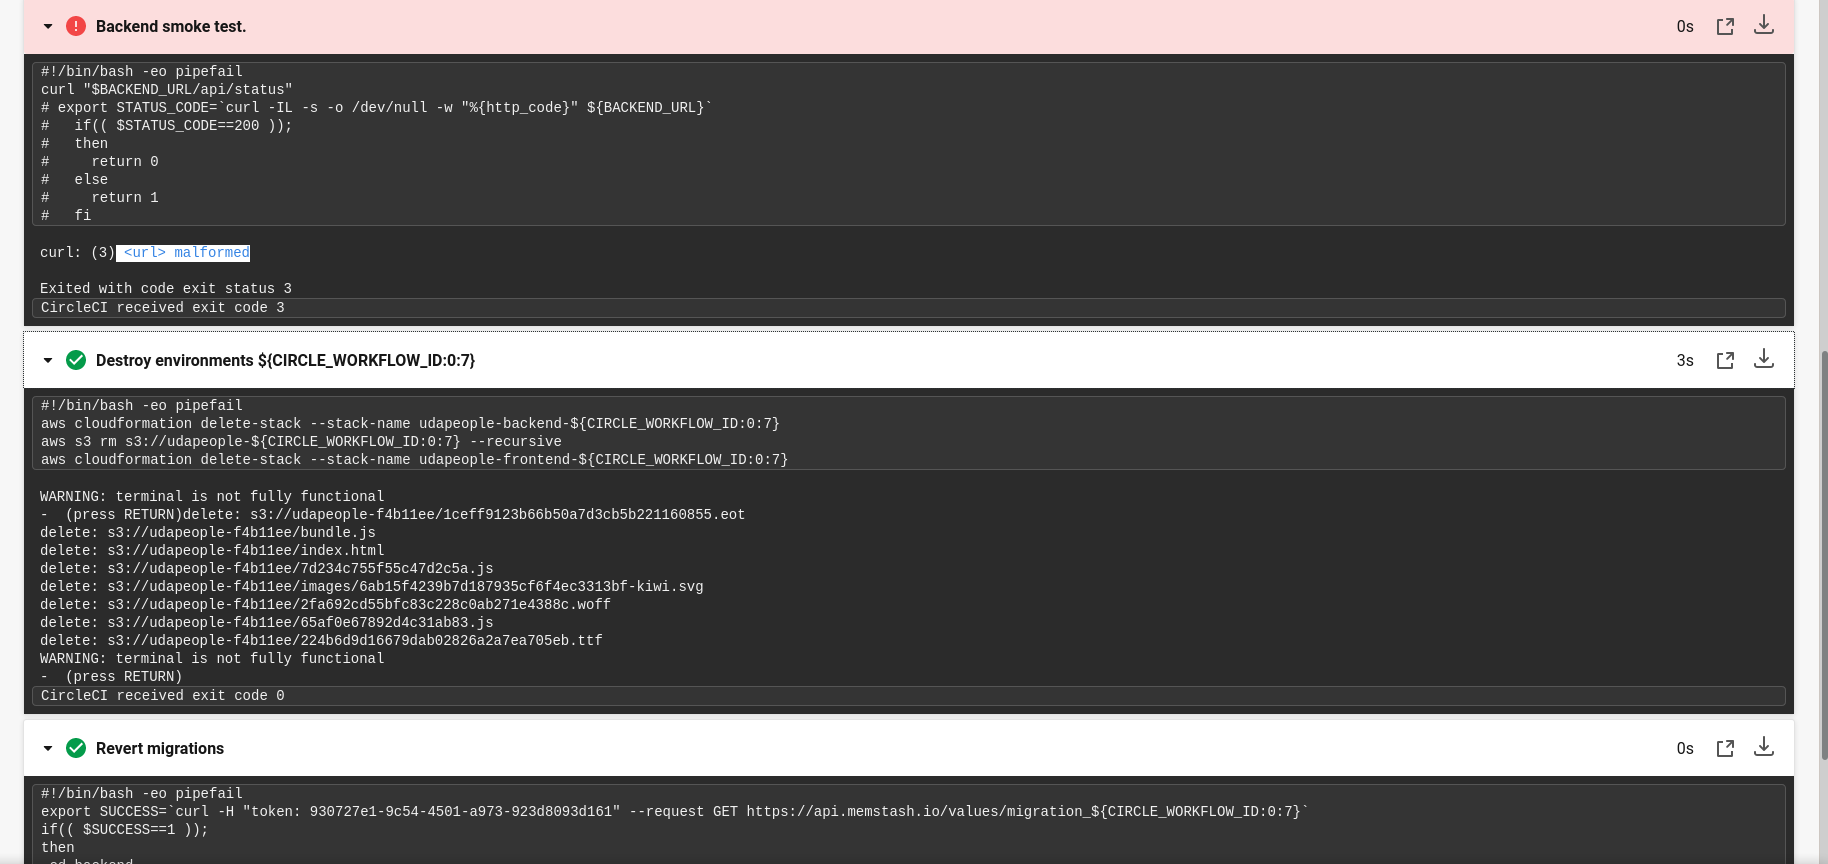 Backend smoke test.
0s
#!/bin/bash -eo pipefail
curl "$BACKEND_URL/api/status"
# export STATUS_CODE=`curl -IL -s -o /dev/null -w "%{http_code}" ${BACKEND_URL}`
#   if(( $STATUS_CODE==200 ));
#   then
#     return 0
#   else
#     return 1
#   fi
curl: (3) <url> malformed
Exited with code exit status 3
CircleCI received exit code 3
Destroy environments ${CIRCLE_WORKFLOW_ID:0:7}
3s
#!/bin/bash -eo pipefail
aws cloudformation delete-stack --stack-name udapeople-backend-${CIRCLE_WORKFLOW_ID:0:7}
aws s3 rm s3://udapeople-${CIRCLE_WORKFLOW_ID:0:7} --recursive
aws cloudformation delete-stack --stack-name udapeople-frontend-${CIRCLE_WORKFLOW_ID:0:7}
WARNING: terminal is not fully functional
-  (press RETURN)delete: s3://udapeople-f4b11ee/1ceff9123b66b50a7d3cb5b221160855.eot
delete: s3://udapeople-f4b11ee/bundle.js
delete: s3://udapeople-f4b11ee/index.html
delete: s3://udapeople-f4b11ee/7d234c755f55c47d2c5a.js
delete: s3://udapeople-f4b11ee/images/6ab15f4239b7d187935cf6f4ec3313bf-kiwi.svg
delete: s3://udapeople-f4b11ee/2fa692cd55bfc83c228c0ab271e4388c.woff
delete: s3://udapeople-f4b11ee/65af0e67892d4c31ab83.js
delete: s3://udapeople-f4b11ee/224b6d9d16679dab02826a2a7ea705eb.ttf
WARNING: terminal is not fully functional
-  (press RETURN)
CircleCI received exit code 0
Revert migrations
0s
#!/bin/bash -eo pipefail
export SUCCESS=`curl -H "token: 930727e1-9c54-4501-a973-923d8093d161" --request GET https://api.memstash.io/values/migration_${CIRCLE_WORKFLOW_ID:0:7}`
if(( $SUCCESS==1 ));
then
cd backend